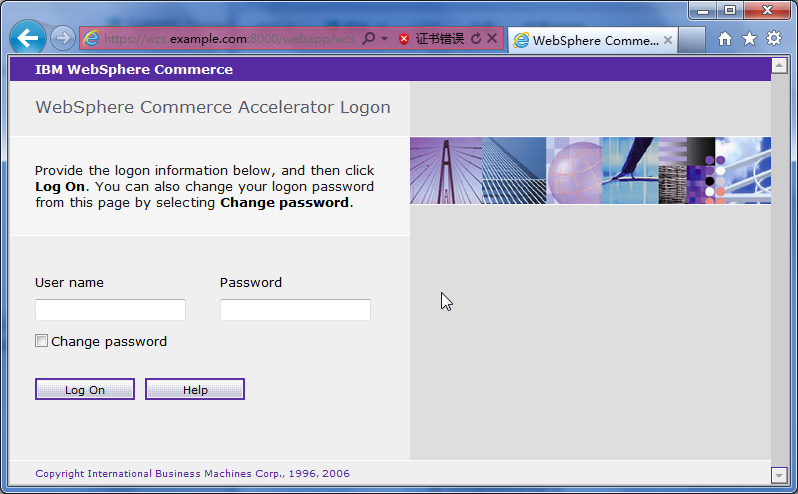 https://wcs.example.com:8000/webapp/wcs
证书错误
WebSphere Comme...
IBM WebSphere Commerce
WebSphere Commerce Accelerator Logon
Provide the logon information below, and then click
Log On. You can also change your logon password
from this page by selecting Change password.
User name
Password
Change password
Log On
Help
Copyright International Business Machines Corp., 1996, 2006